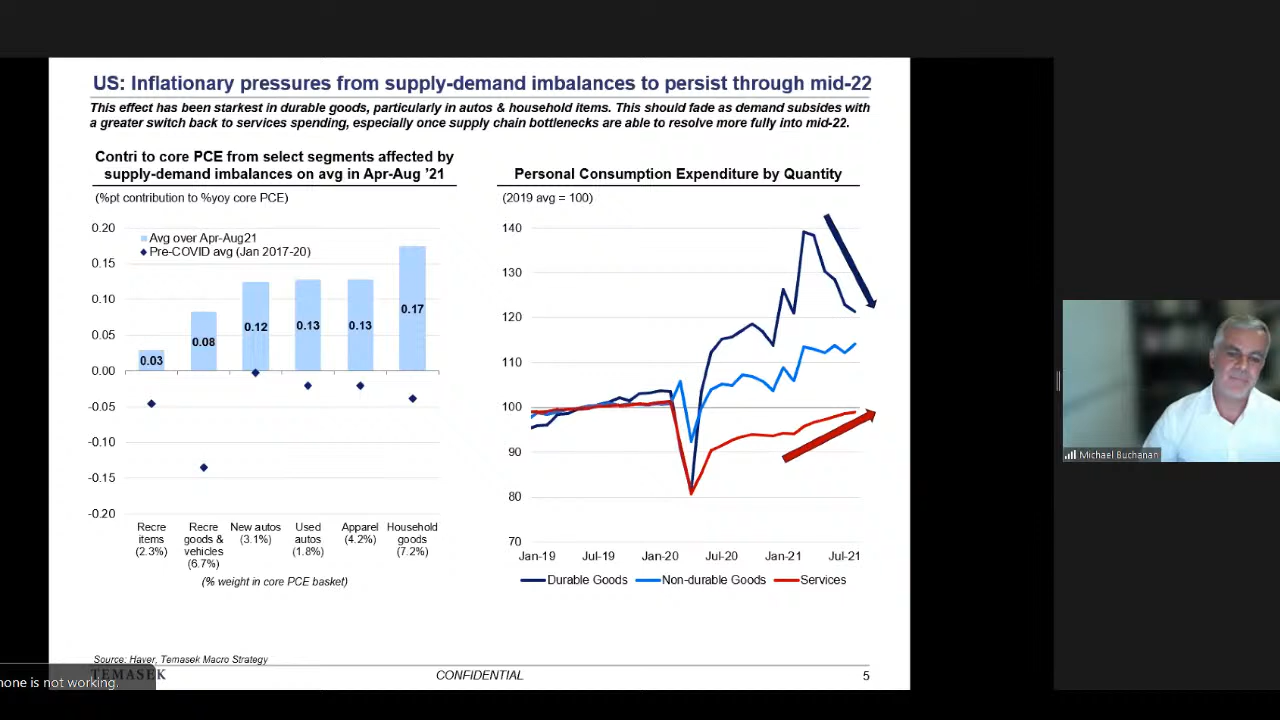 US: Inflationary pressures from supply-demand imbalances to persist through mid-22
This effect has been starkest in durable goods, particularly in autos & household items. This should fade as demand subsides with
a greater switch back to services spending, especially once supply chain bottlenecks are able to resolve more fully into mid-22.
Contri to core PCE from select segments affected by
supply-demand imbalances on avg in Apr-Aug '21
(%pt contribution to %yoy core PCE)
0.20
0.15
0.10
0.05
0.00
-0.05
-0.10
-0.15
-0.20
Avg over Apr-Aug21
Pre-COVID avg (Jan 2017-20)
0.03
0.08
0.12
0.13
0.13
0.17
Recre
items
(2.3%)
Recre
goods &
vehicles
(6.7%)
New autos
(3.1%)
Used
autos
(1.8%)
Apparel
(4.2%)
Household
goods
(7.2%)
(% weight in core PCE basket)
Personal Consumption Expenditure by Quantity
(2019 avg = 100)
140
130
120
110
100
90
80
70
Jan-19 Jul-19 Jan-20 Jul-20 Jan-21 Jul-21
Durable Goods Non-durable Goods Services
Michael Buchanan
Source: Haver, Temasek Macro Strategy
TEMASEK
CONFIDENTIAL
5
is not working.